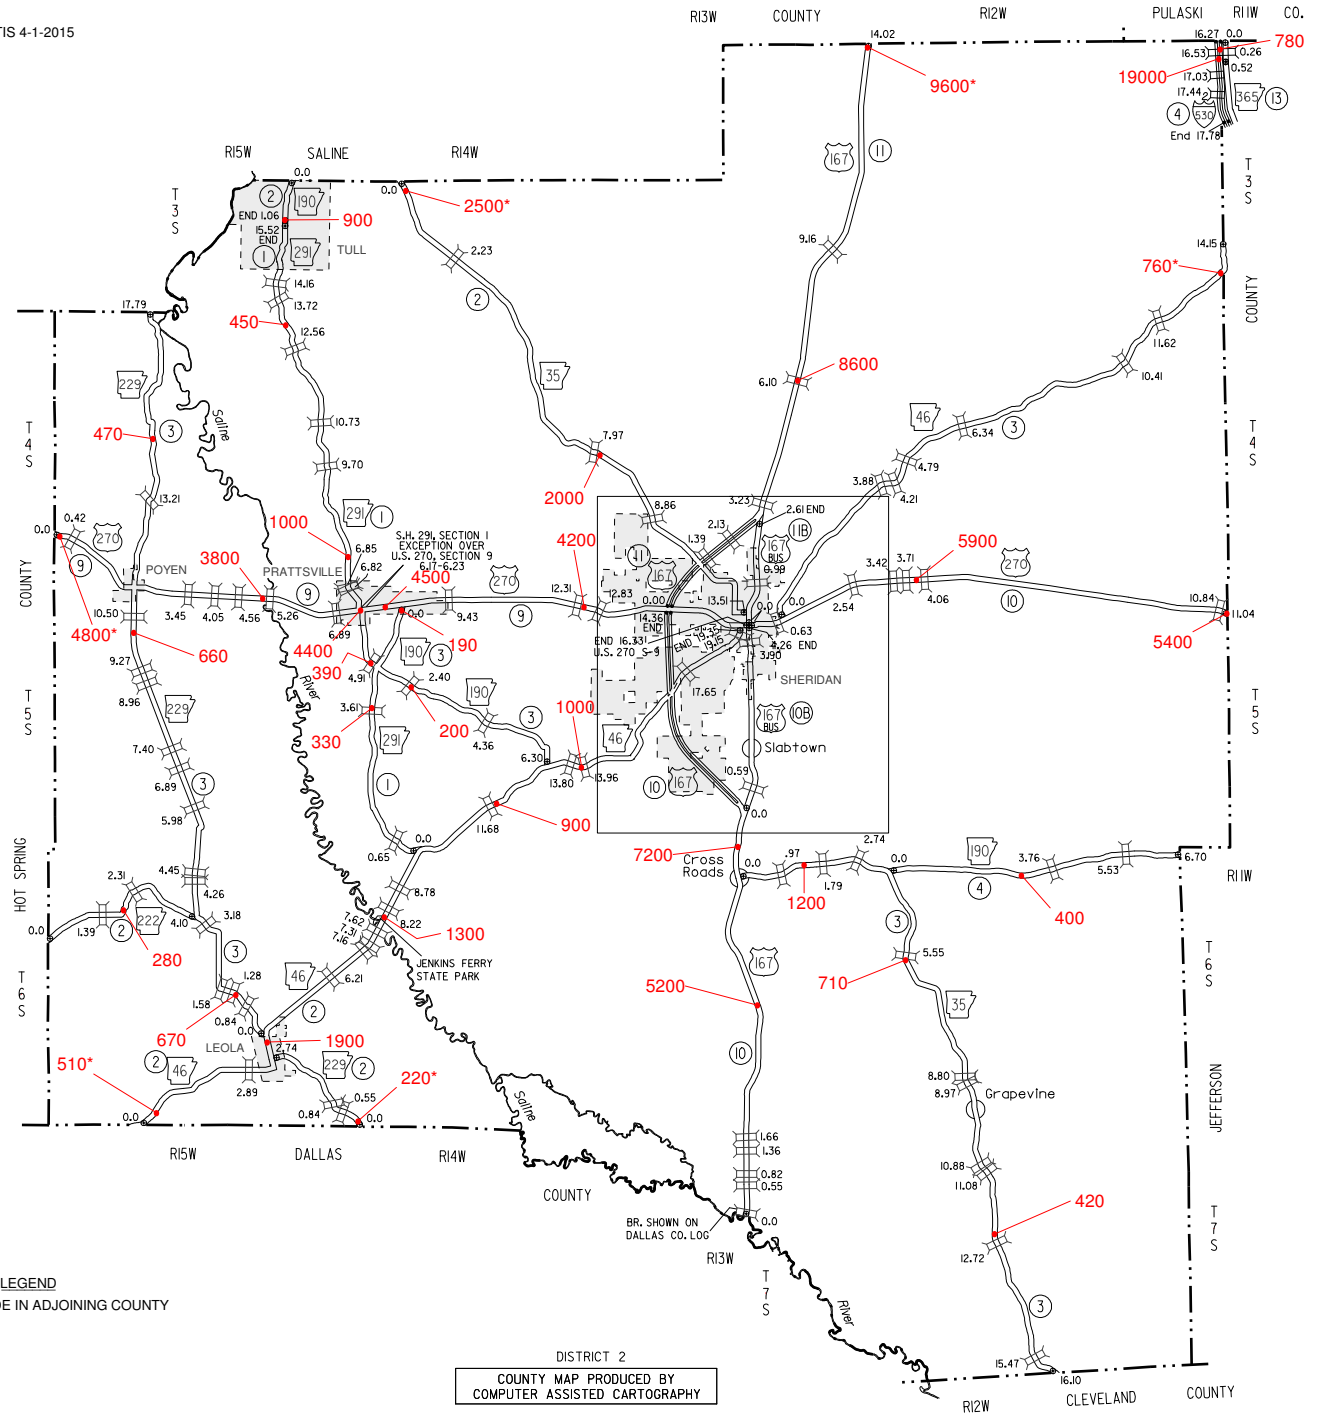 TIS 4-1-2015
R13W
COUNTY
R12W
PULASKI
R11W
CO.
14.02
9600*
16.27
0.0
780
16.53
0.26
19000
0.52
17.03
17.44
365
13
4
530
End 17.78
R15W
SALINE
R14W
167
11
T
3
S
0.0
2
190
0.0
2500*
END 1.06
900
15.52
END
291
TULL
1
2.23
9.16
T
3
S
14.15
760*
14.16
13.72
2
17.79
450
12.56
COUNTY
11.62
6.10
8600
10.41
229
35
46
3
6.34
T
4
S
470
3
Saline
10.73
7.97
T
4
S
9.70
4.79
3.88
4.21
2000
13.21
8.86
3.23
2.61 END
0.42
0.0
270
291
1
2.13
11B
1000
S.H. 291, SECTION 1
EXCEPTION OVER
U.S. 270, SECTION 9
6.17-6.23
6.85
6.82
4200
11
1.39
167
BUS
0.99
5900
3.71
3.42
270
9
COUNTY
POYEN
3800
PRATTSVILLE
4500
270
167
12.31
12.83
13.51
0.0
0.0
9
9
10
10.84
11.04
10.50
3.45
4.05
4.56
5.26
9.43
0.00
14.36
END
2.54
4.06
4800*
660
6.89
4400
0.0
190
END 16.33
U.S. 270 S-9
END 19.35
19.15
0.63
4.26 END
3.90
5400
390
190
3
9.27
4.91
2.40
SHERIDAN
8.96
River
190
17.65
T
5
S
229
3.61
330
200
3
1000
167
BUS
10B
T
5
S
291
4.36
46
Slabtown
7.40
6.30
6.89
3
1
13.80
13.96
10
167
10.59
5.98
11.68
900
0.0
HOT SPRING
0.65
0.0
7200
2.74
190
4.45
Cross
Roads
0.0
.97
0.0
3.76
6.70
4.26
2.31
8.78
1.79
4
5.53
R11W
222
1200
400
0.0
1.39
2
4.10
3.18
7.62
7.31
7.16
8.22
1300
3
280
3
JENKINS FERRY
STATE PARK
167
5.55
T
6
S
T
6
S
1.28
46
6.21
710
1.58
0.84
2
5200
35
670
0.0
1900
LEOLA
2.74
10
2
46
229
2
510*
2.89
220*
8.80
8.97
Grapevine
JEFFERSON
0.0
0.84
0.55
0.0
Saline
R15W
DALLAS
R14W
1.66
1.36
10.88
11.08
COUNTY
0.82
0.55
420
BR. SHOWN ON
DALLAS CO. LOG
0.0
T
7
S
R13W
12.72
T
7
S
LEGEND
DE IN ADJOINING COUNTY
River
3
DISTRICT 2
15.47
16.10
COUNTY MAP PRODUCED BY
COMPUTER ASSISTED CARTOGRAPHY
R12W
CLEVELAND
COUNTY